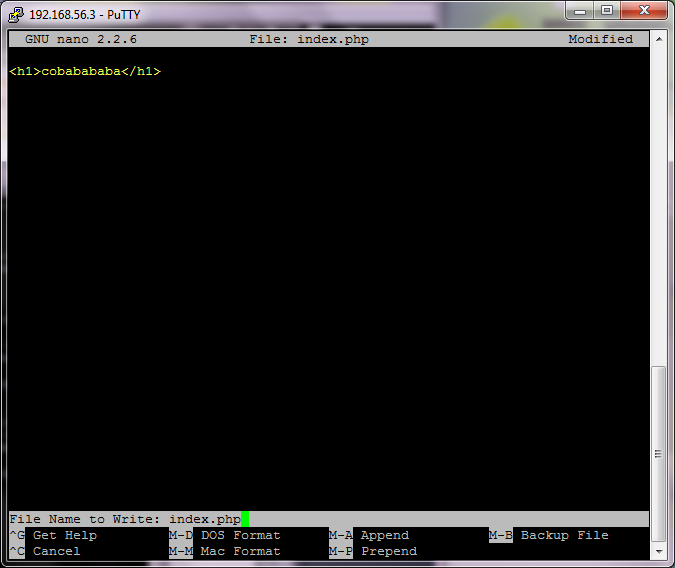 192.168.56.3 - PuTTY
GNU nano 2.2.6 File: index.php Modified
<h1>cobabababa</h1>
File Name to Write: index.php
^G Get Help M-D DOS Format M-A Append M-B Backup File
^C Cancel M-M Mac Format M-P Prepend